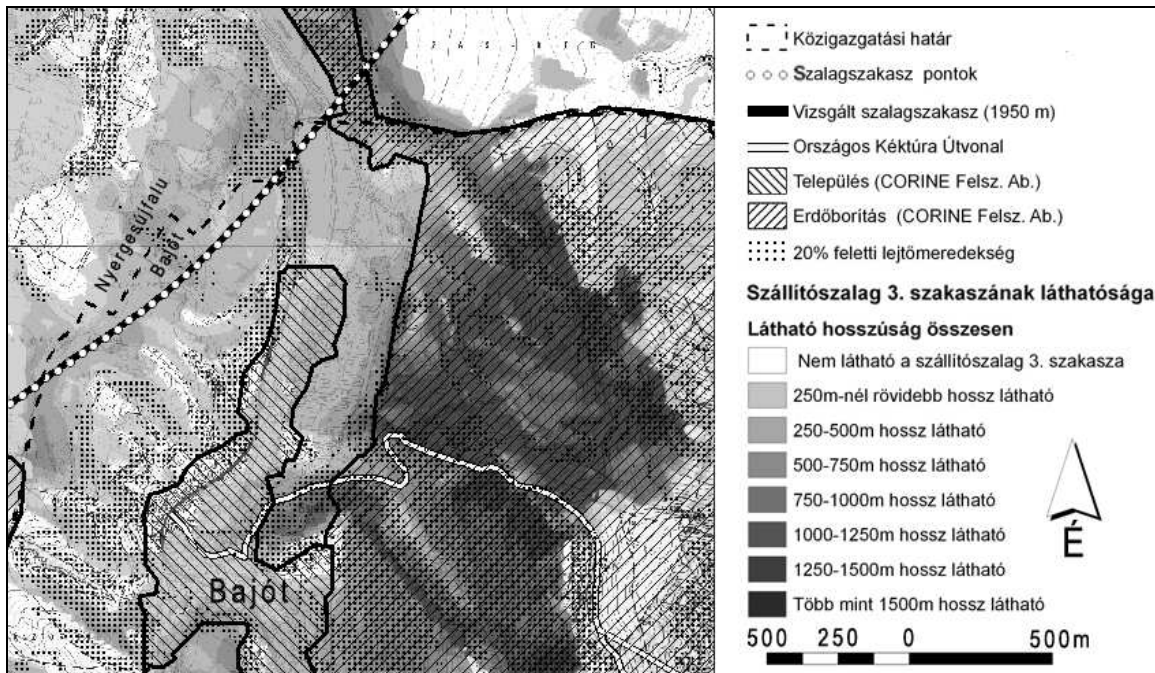 Nyergesújfalu
Bajót
Bajót
Közigazgatási határ
Szalagszakasz pontok
Vizsgált szalagszakasz (1950 m)
Országos Kéktúra Útvonal
Település (CORINE Felsz. Ab.)
Erdőborítás (CORINE Felsz. Ab.)
20% feletti lejtőmeredekség
Szállítószalag 3. szakaszának láthatósága
Látható hosszúság összesen
Nem látható a szállítószalag 3. szakasza
250m-nél rövidebb hossz látható
250-500m hossz látható
500-750m hossz látható
750-1000m hossz látható
1000-1250m hossz látható
1250-1500m hossz látható
Több mint 1500m hossz látható
É
500 250 0 500m